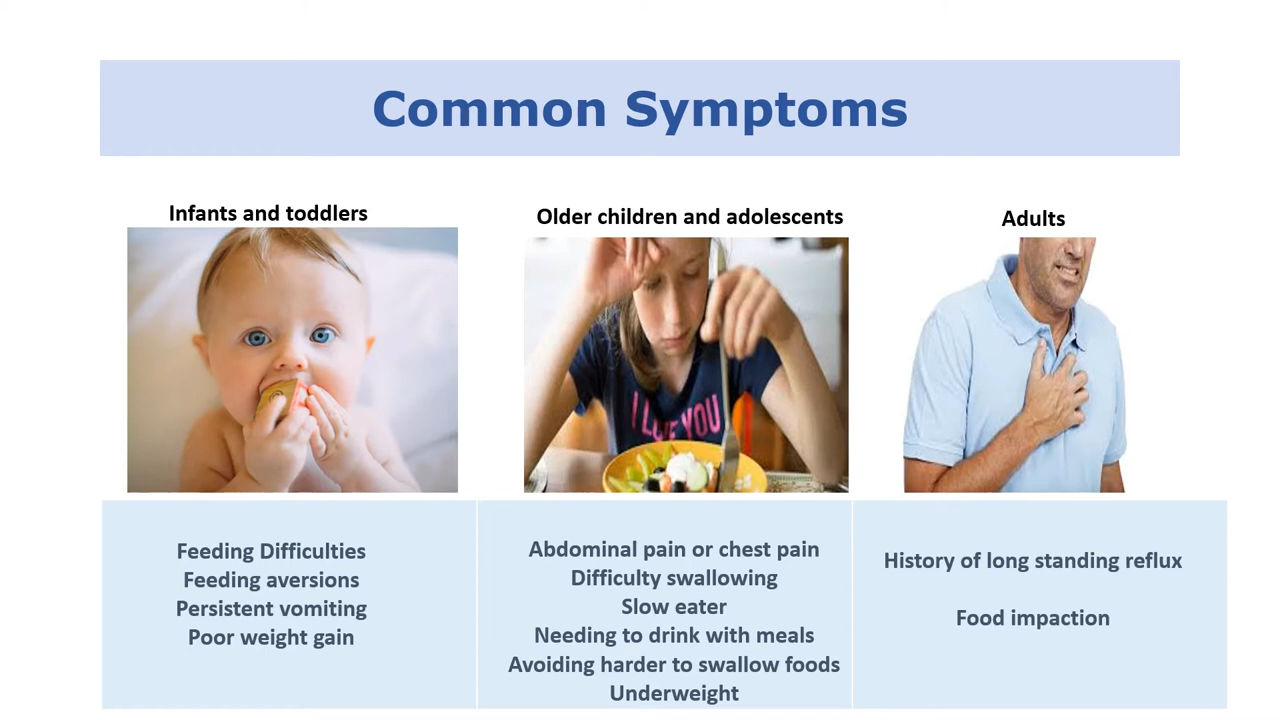 Common Symptoms
Infants and toddlers
Older children and adolescents
Adults
I LOVE YOU
Feeding Difficulties
Feeding aversions
Persistent vomiting
Poor weight gain
Abdominal pain or chest pain
Difficulty swallowing
Slow eater
Needing to drink with meals
Avoiding harder to swallow foods
Underweight
History of long standing reflux
Food impaction